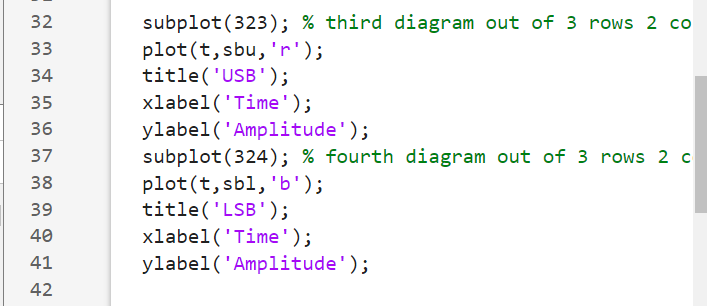 32 subplot(323); % third diagram out of 3 rows 2 co
33 plot(t,sbu,'r');
34 title('USB');
35 xlabel('Time');
36 ylabel('Amplitude');
37 subplot(324); % fourth diagram out of 3 rows 2 c
38 plot(t,sbl,'b');
39 title('LSB');
40 xlabel('Time');
41 ylabel('Amplitude');
42